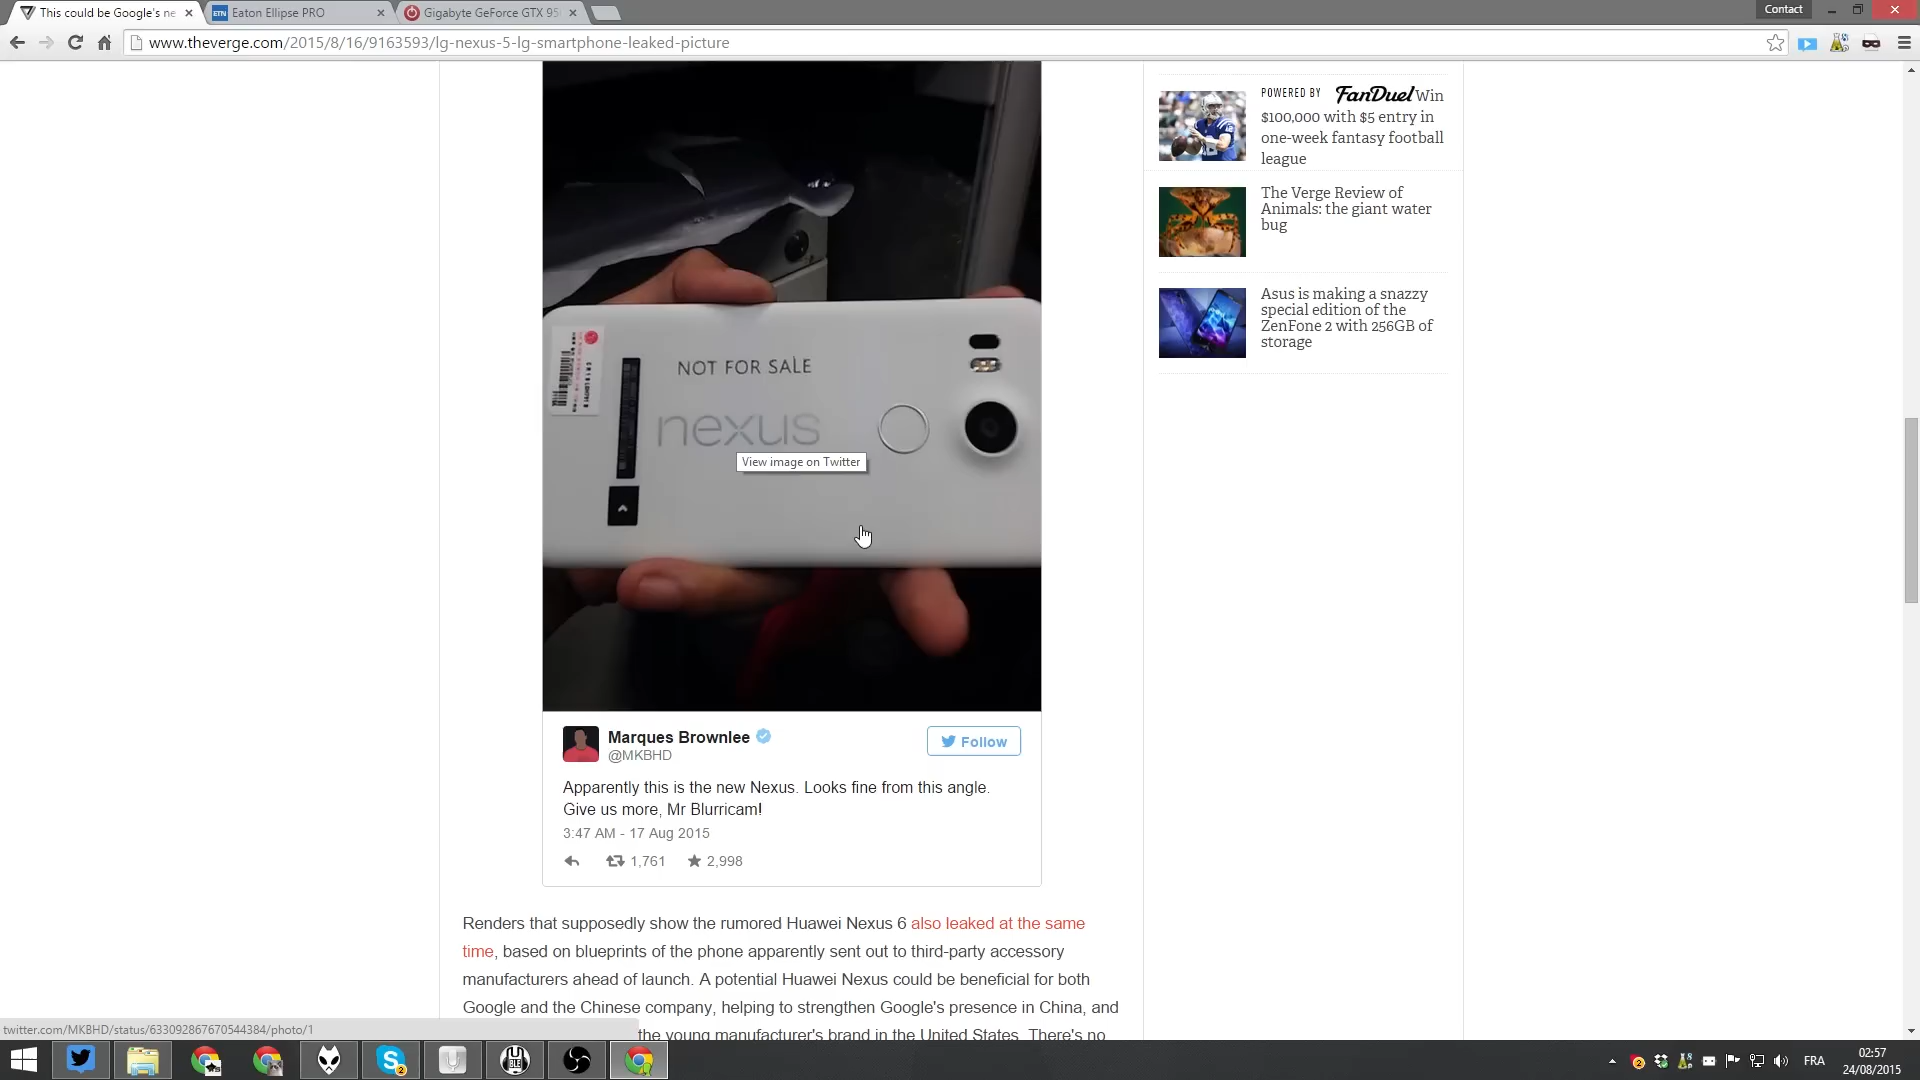 This could be Google's ne
Eaton Ellipse PRO
Gigabyte GeForce GTX 95
Contact
www.theverge.com/2015/8/16/9163593/lg-nexus-5-lg-smartphone-leaked-picture
POWERED BY FanDuel Win
$100,000 with $5 entry in
one-week fantasy football
league
The Verge Review of
Animals: the giant water
bug
Asus is making a snazzy
special edition of the
ZenFone 2 with 256GB of
storage
NOT FOR SALE
nexus
View image on Twitter
Marques Brownlee
@MKBHD
Follow
Apparently this is the new Nexus. Looks fine from this angle.
Give us more, Mr Blurricam!
3:47 AM - 17 Aug 2015
1,761 2,998
Renders that supposedly show the rumored Huawei Nexus 6 also leaked at the same
time, based on blueprints of the phone apparently sent out to third-party accessory
manufacturers ahead of launch. A potential Huawei Nexus could be beneficial for both
Google and the Chinese company, helping to strengthen Google's presence in China, and
the young manufacturer's brand in the United States. There's no
twitter.com/MKBHD/status/633092867670544384/photo/1
FRA
02:57
24/08/2015